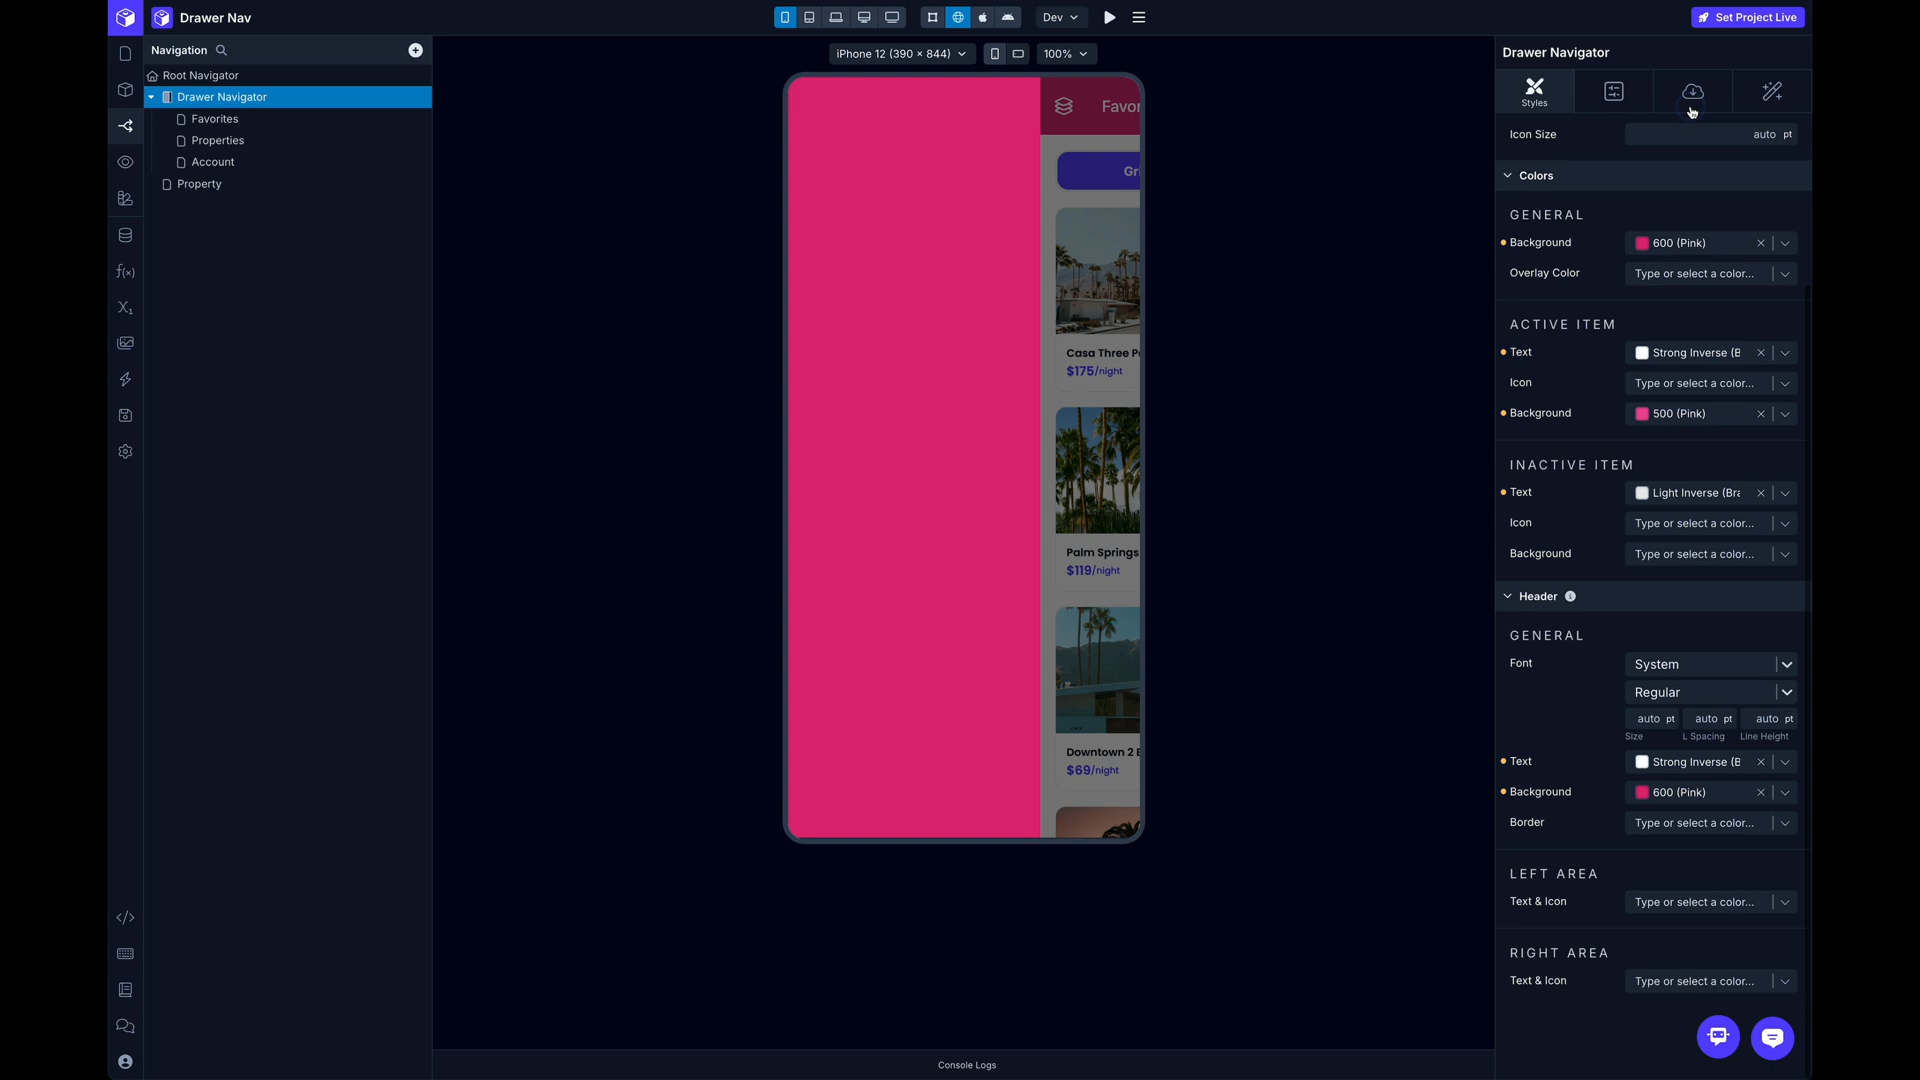 Drawer Nav
Dev
Set Project Live
Navigation
Root Navigator
Drawer Navigator
Favorites
Properties
Account
Property
iPhone 12 (390 × 844)
100%
Favor
Gri
Casa Three P
$175/night
Palm Springs
$119/night
Downtown 2 B
$69/night
Console Logs
Drawer Navigator
Styles
Icon Size auto pt
Colors
GENERAL
Background 600 (Pink)
Overlay Color Type or select a color...
ACTIVE ITEM
Text Strong Inverse (B
Icon Type or select a color...
Background 500 (Pink)
INACTIVE ITEM
Text Light Inverse (Bra
Icon Type or select a color...
Background Type or select a color...
Header
GENERAL
Font System
Regular
auto pt auto pt auto pt
Size L Spacing Line Height
Text Strong Inverse (B
Background 600 (Pink)
Border Type or select a color...
LEFT AREA
Text & Icon Type or select a color...
RIGHT AREA
Text & Icon Type or select a color...